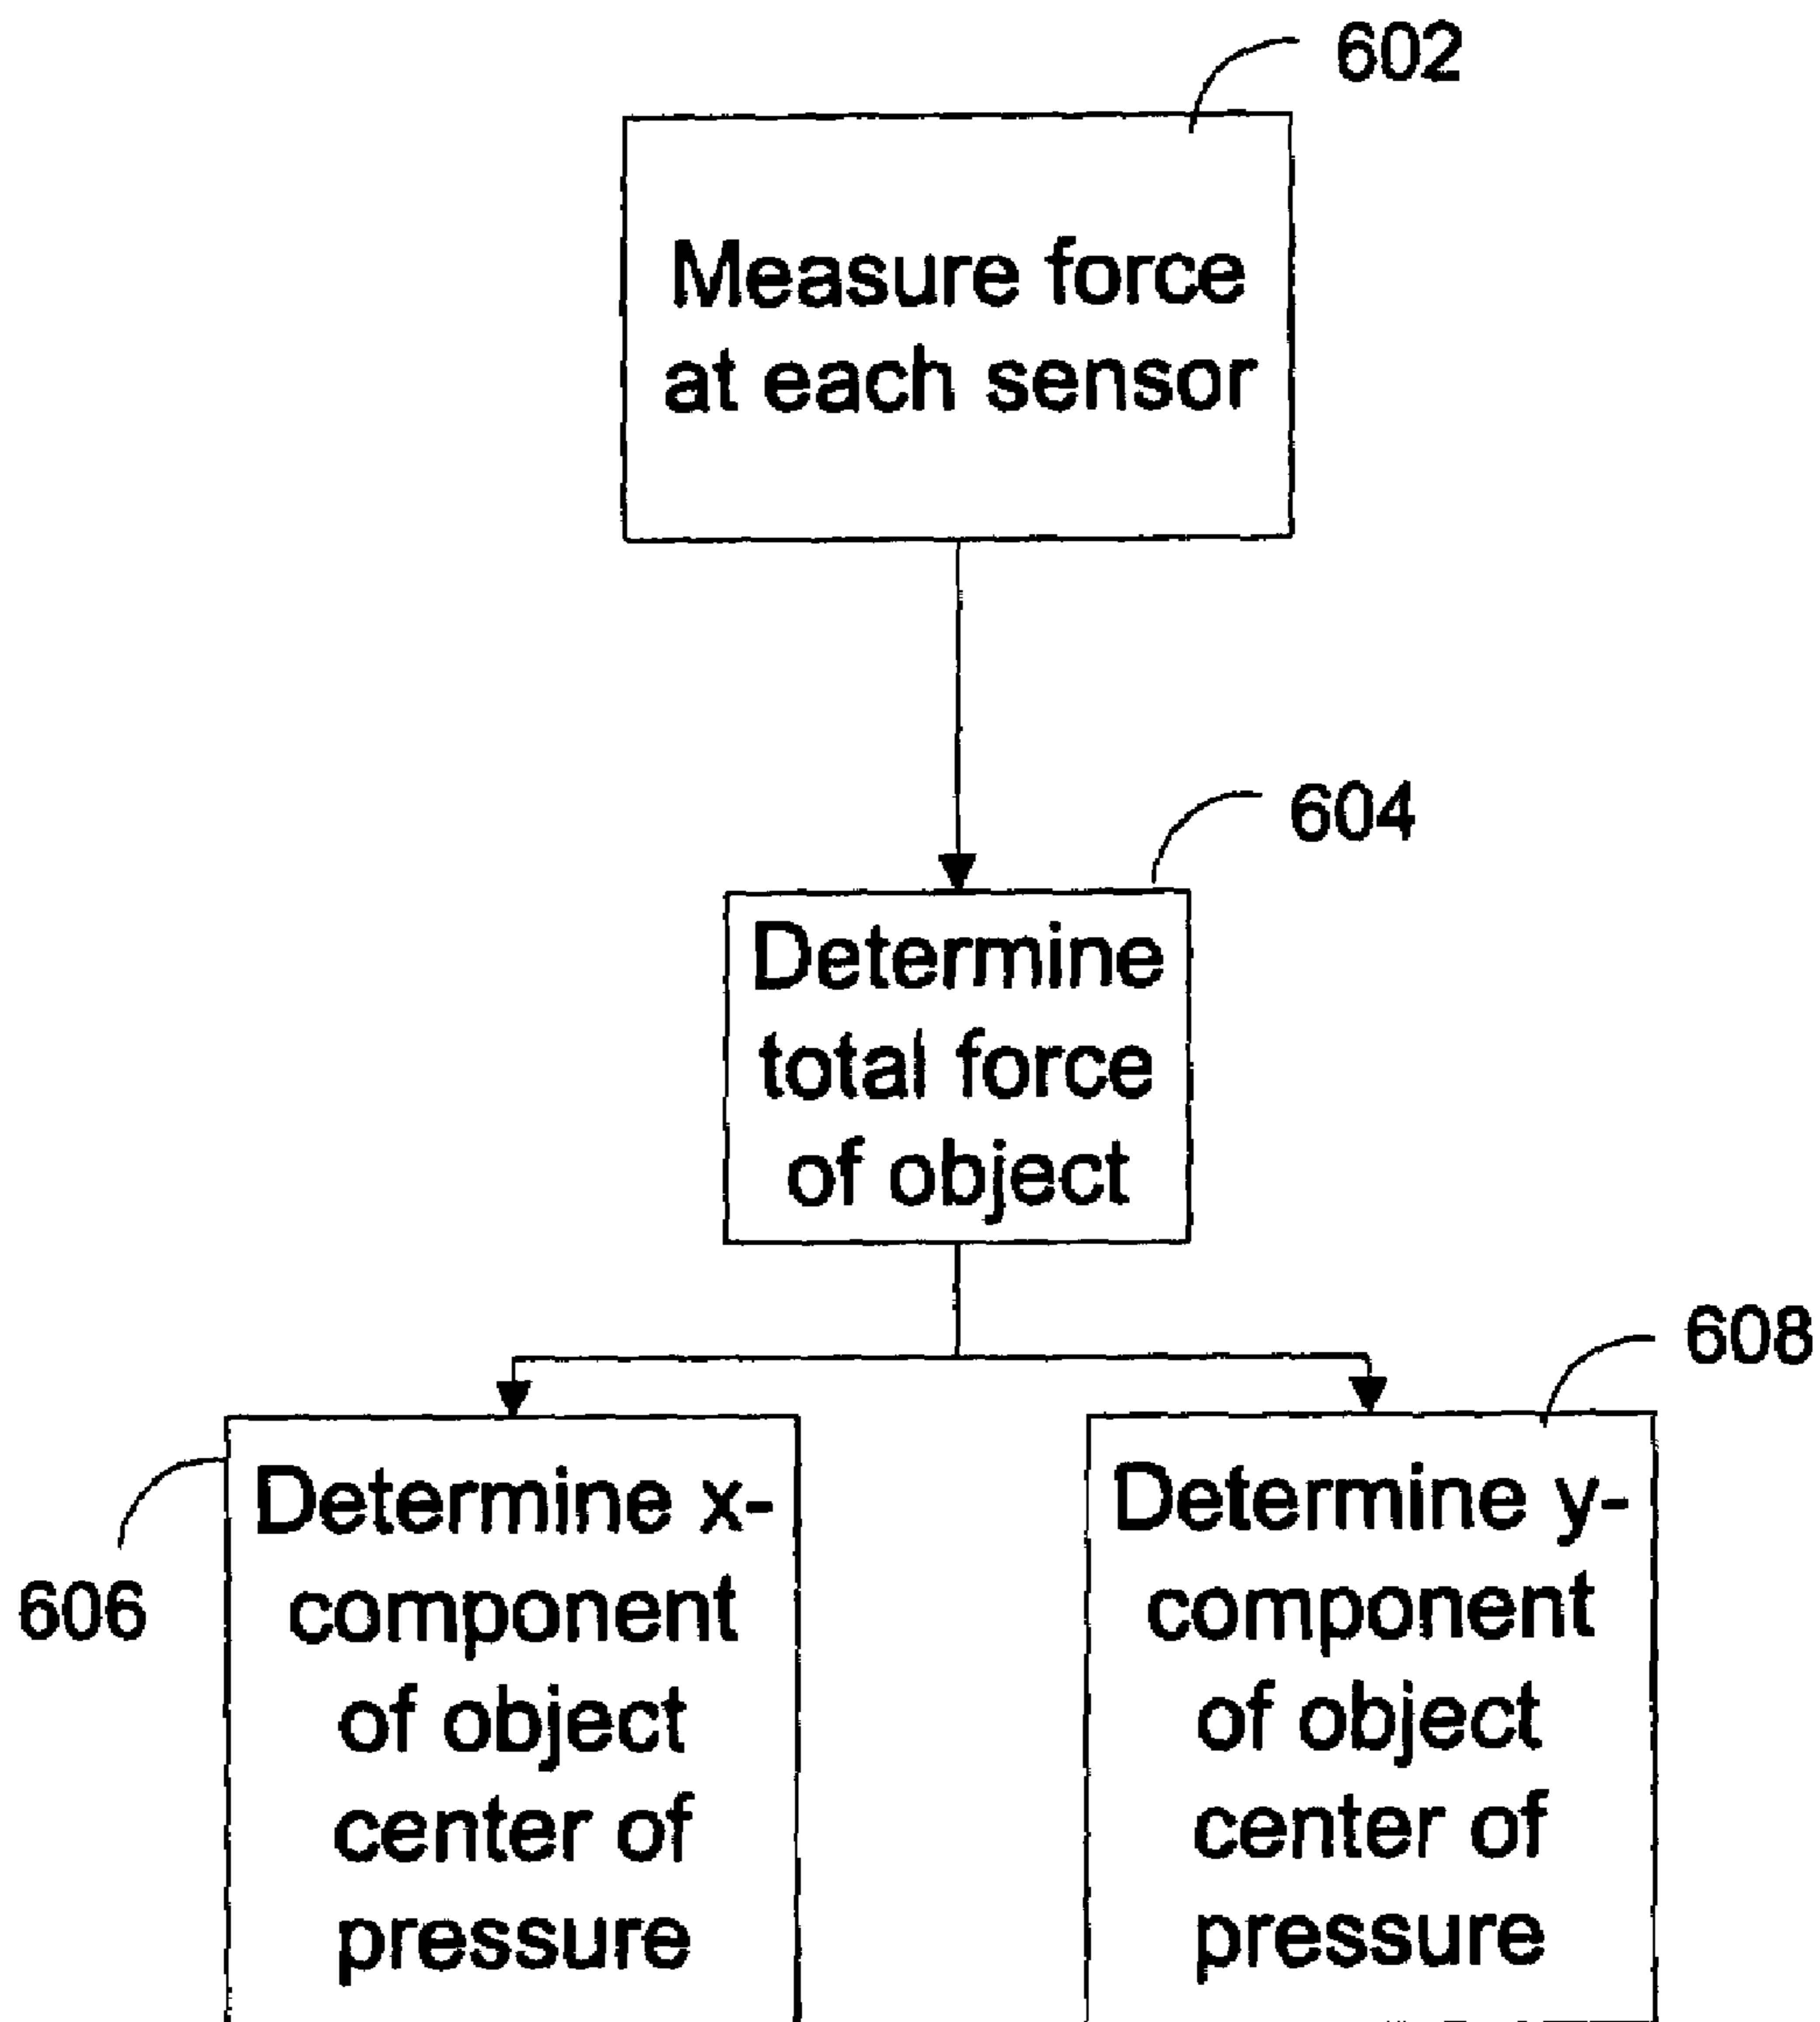 602
Measure force
at each sensor
604
Determine
total force
of object
608
606
Determine x-
component
of object
center of
pressure
Determine y-
component
of object
center of
pressure